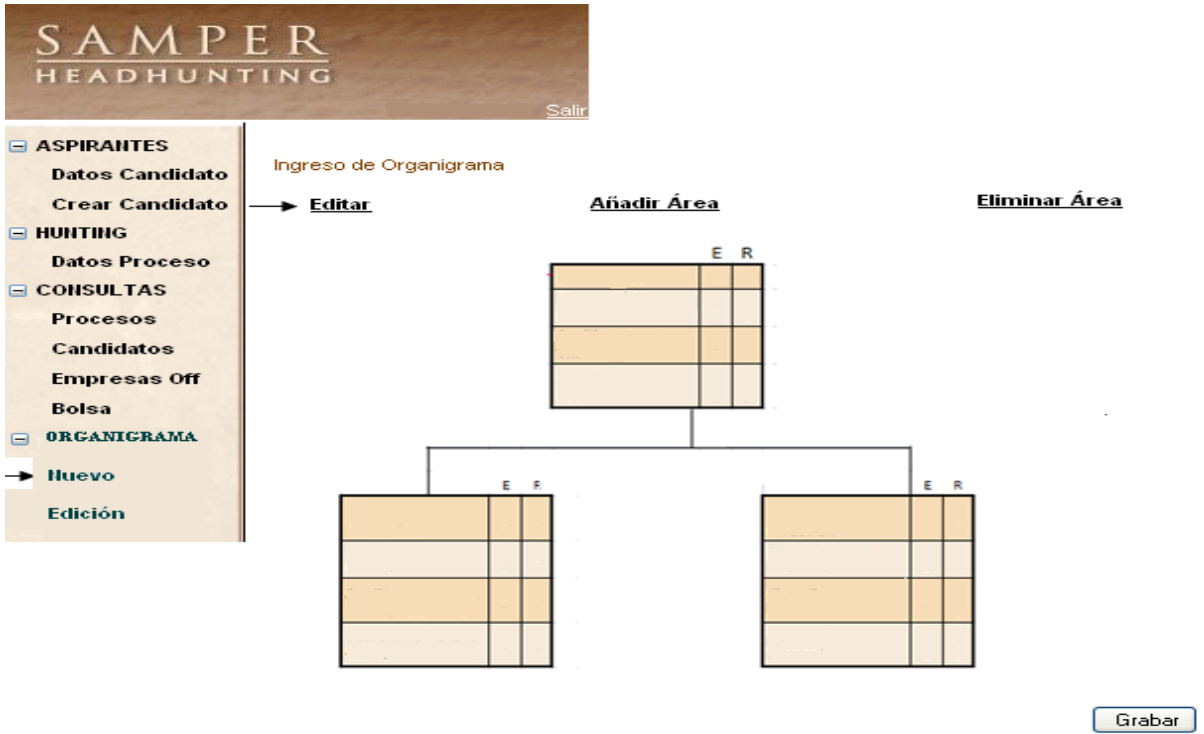 SAMPER
HEADHUNTING
Salir
ASPIRANTES
Datos Candidato
Crear Candidato
HUNTING
Datos Proceso
CONSULTAS
Procesos
Candidatos
Empresas Off
Bolsa
ORGANIGRAMA
Nuevo
Edición
Ingreso de Organigrama
Editar Añadir Área Eliminar Área
E R
E R
E R
Grabar